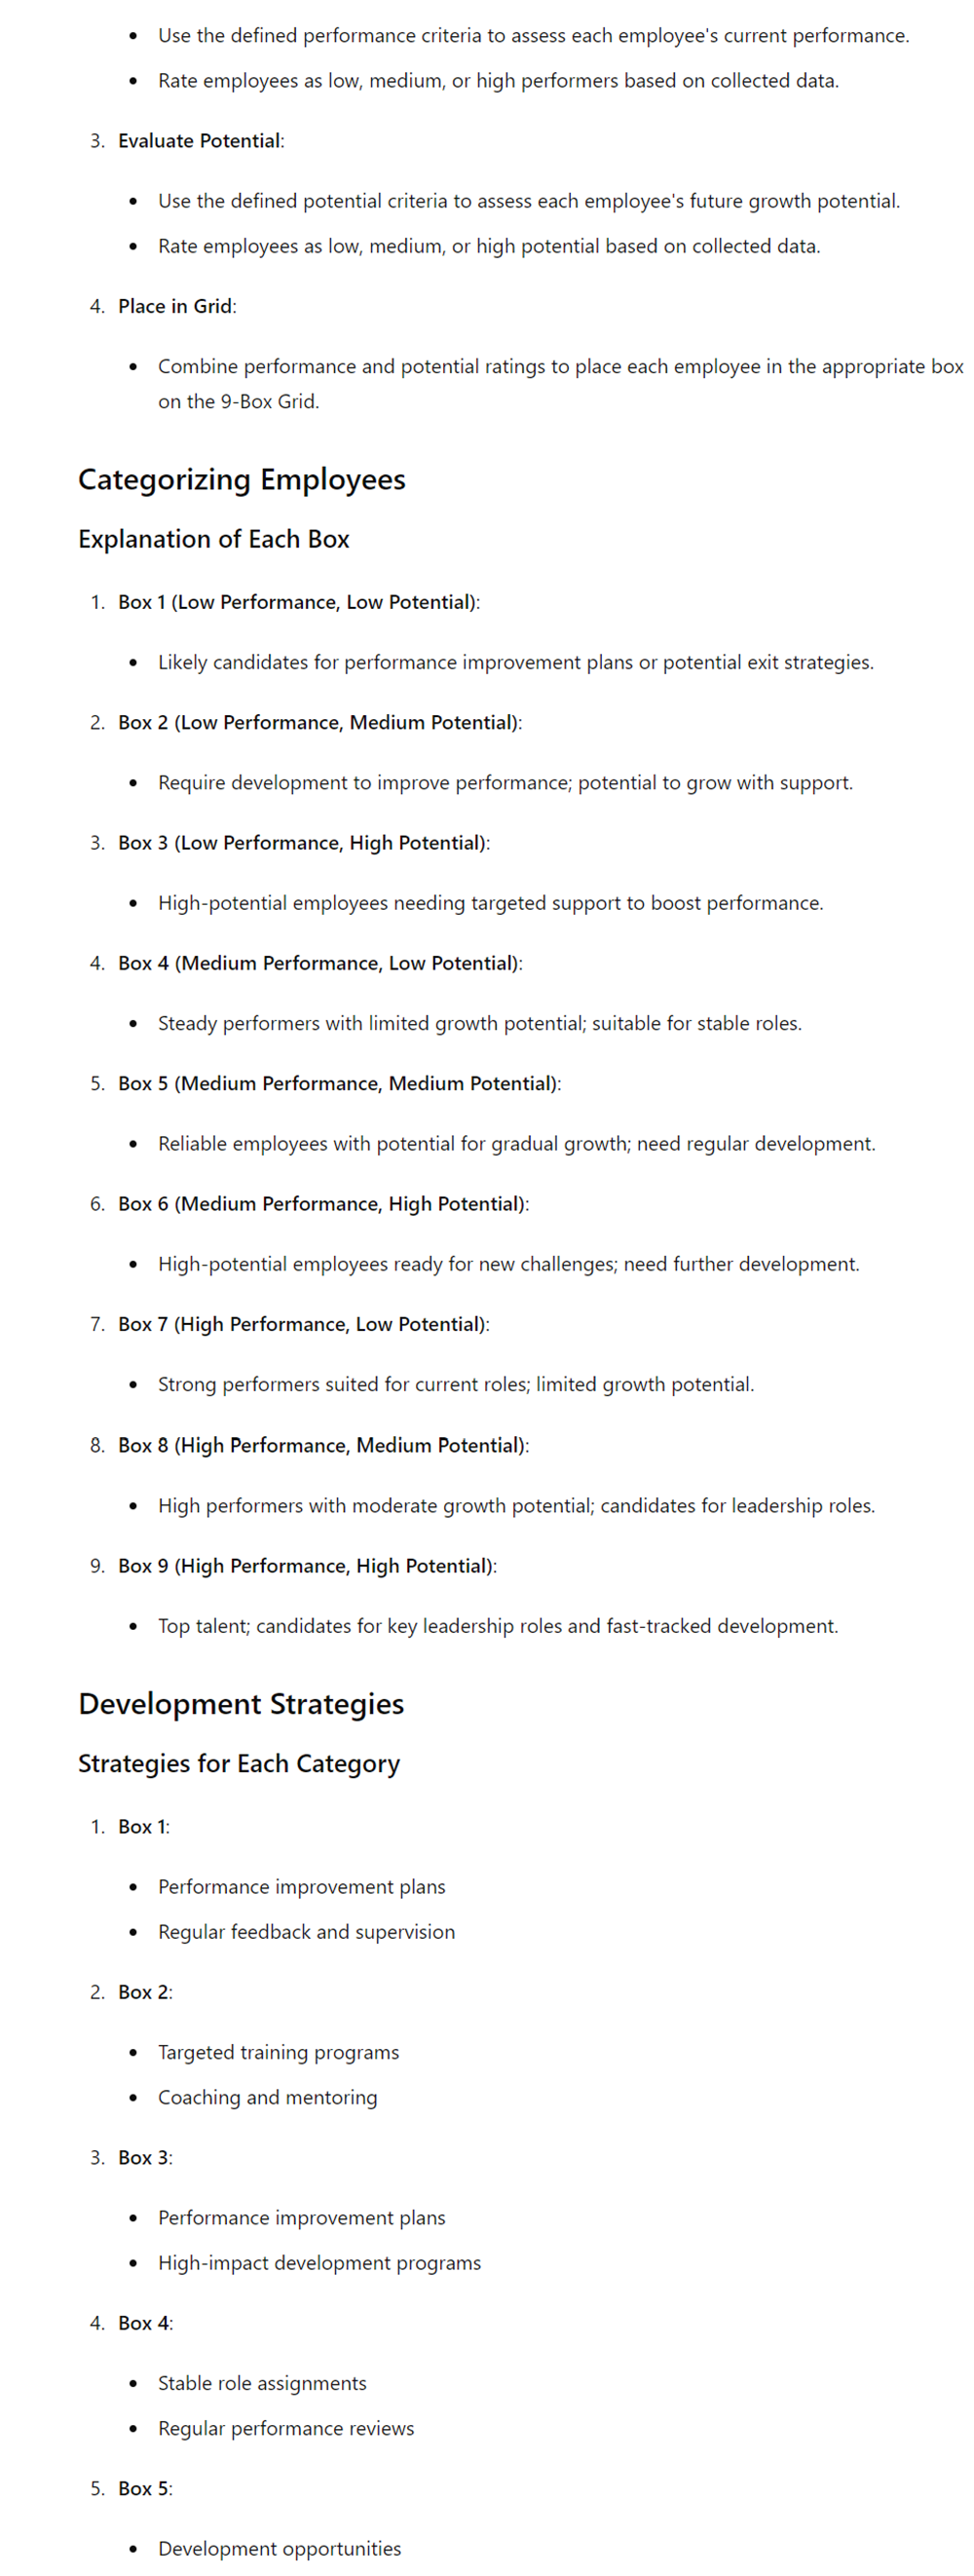 • Use the defined performance criteria to assess each employee's current performance.
• Rate employees as low, medium, or high performers based on collected data.
3. Evaluate Potential:
• Use the defined potential criteria to assess each employee's future growth potential.
• Rate employees as low, medium, or high potential based on collected data.
4. Place in Grid:
• Combine performance and potential ratings to place each employee in the appropriate box
on the 9-Box Grid.
Categorizing Employees
Explanation of Each Box
1. Box 1 (Low Performance, Low Potential):
• Likely candidates for performance improvement plans or potential exit strategies.
2. Box 2 (Low Performance, Medium Potential):
• Require development to improve performance; potential to grow with support.
3. Box 3 (Low Performance, High Potential):
• High-potential employees needing targeted support to boost performance.
4. Box 4 (Medium Performance, Low Potential):
• Steady performers with limited growth potential; suitable for stable roles.
5. Box 5 (Medium Performance, Medium Potential):
• Reliable employees with potential for gradual growth; need regular development.
6. Box 6 (Medium Performance, High Potential):
• High-potential employees ready for new challenges; need further development.
7. Box 7 (High Performance, Low Potential):
• Strong performers suited for current roles; limited growth potential.
8. Box 8 (High Performance, Medium Potential):
• High performers with moderate growth potential; candidates for leadership roles.
9. Box 9 (High Performance, High Potential):
• Top talent; candidates for key leadership roles and fast-tracked development.
Development Strategies
Strategies for Each Category
1. Box 1:
• Performance improvement plans
• Regular feedback and supervision
2. Box 2:
• Targeted training programs
• Coaching and mentoring
3. Box 3:
• Performance improvement plans
• High-impact development programs
4. Box 4:
• Stable role assignments
• Regular performance reviews
5. Box 5:
• Development opportunities